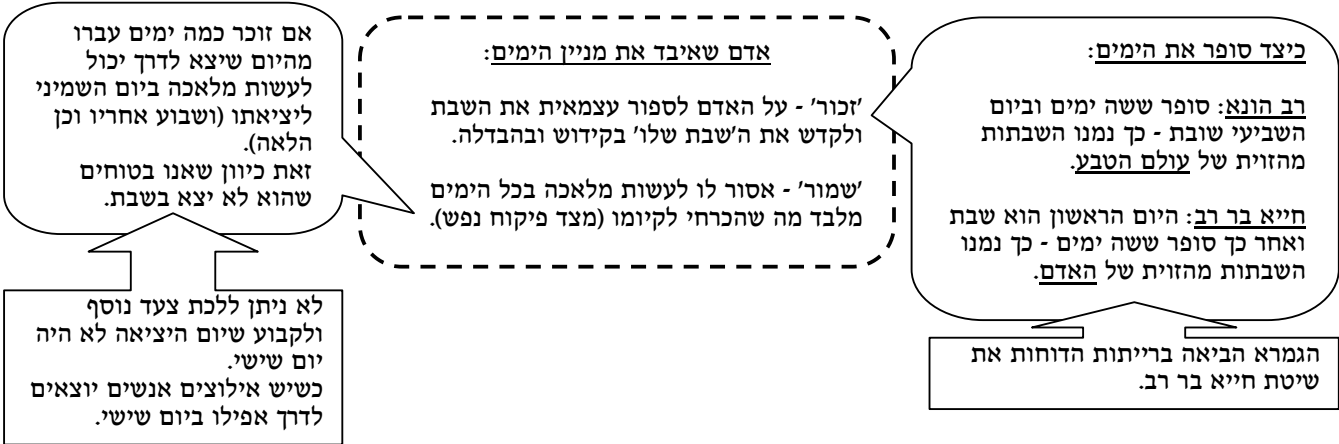 כיצד סופר את הימים:
רב הונא: סופר ששה ימים וביום
השביעי שובת - כך נמנו השבתות
מהזוית של עולם הטבע.
חייא בר רב: היום הראשון הוא שבת
ואחר כך סופר ששה ימים - כך נמנו
השבתות מהזוית של האדם.
הגמרא הביאה ברייתות הדוחות את
שיטת חייא בר רב.
אדם שאיבד את מניין הימים:
'זכור' - על האדם לספור עצמאית את השבת
ולקדש את ה'שבת שלו' בקידוש ובהבדלה.
'שמור' - אסור לו לעשות מלאכה בכל הימים
מלבד מה שהכרחי לקיומו (מצד פיקוח נפש).
אם זוכר כמה ימים עברו
מהיום שיצא לדרך יכול
לעשות מלאכה ביום השמיני
ליציאתו (ושבוע אחריו וכן
הלאה).
זאת כיוון שאנו בטוחים
שהוא לא יצא בשבת.
לא ניתן ללכת צעד נוסף
ולקבוע שיום היציאה לא היה
יום שישי.
כשיש אילוצים אנשים יוצאים
לדרך אפילו ביום שישי.